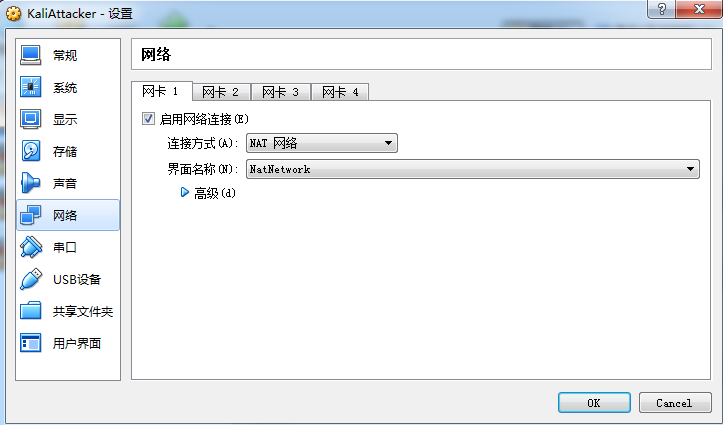 KaliAttacker - 设置
常规
系统
显示
存储
声音
网络
串口
USB设备
共享文件夹
用户界面
网络
网卡 1 网卡 2 网卡 3 网卡 4
启用网络连接(E)
连接方式(A): NAT 网络
界面名称(N): NatNetwork
高级(d)
OK Cancel